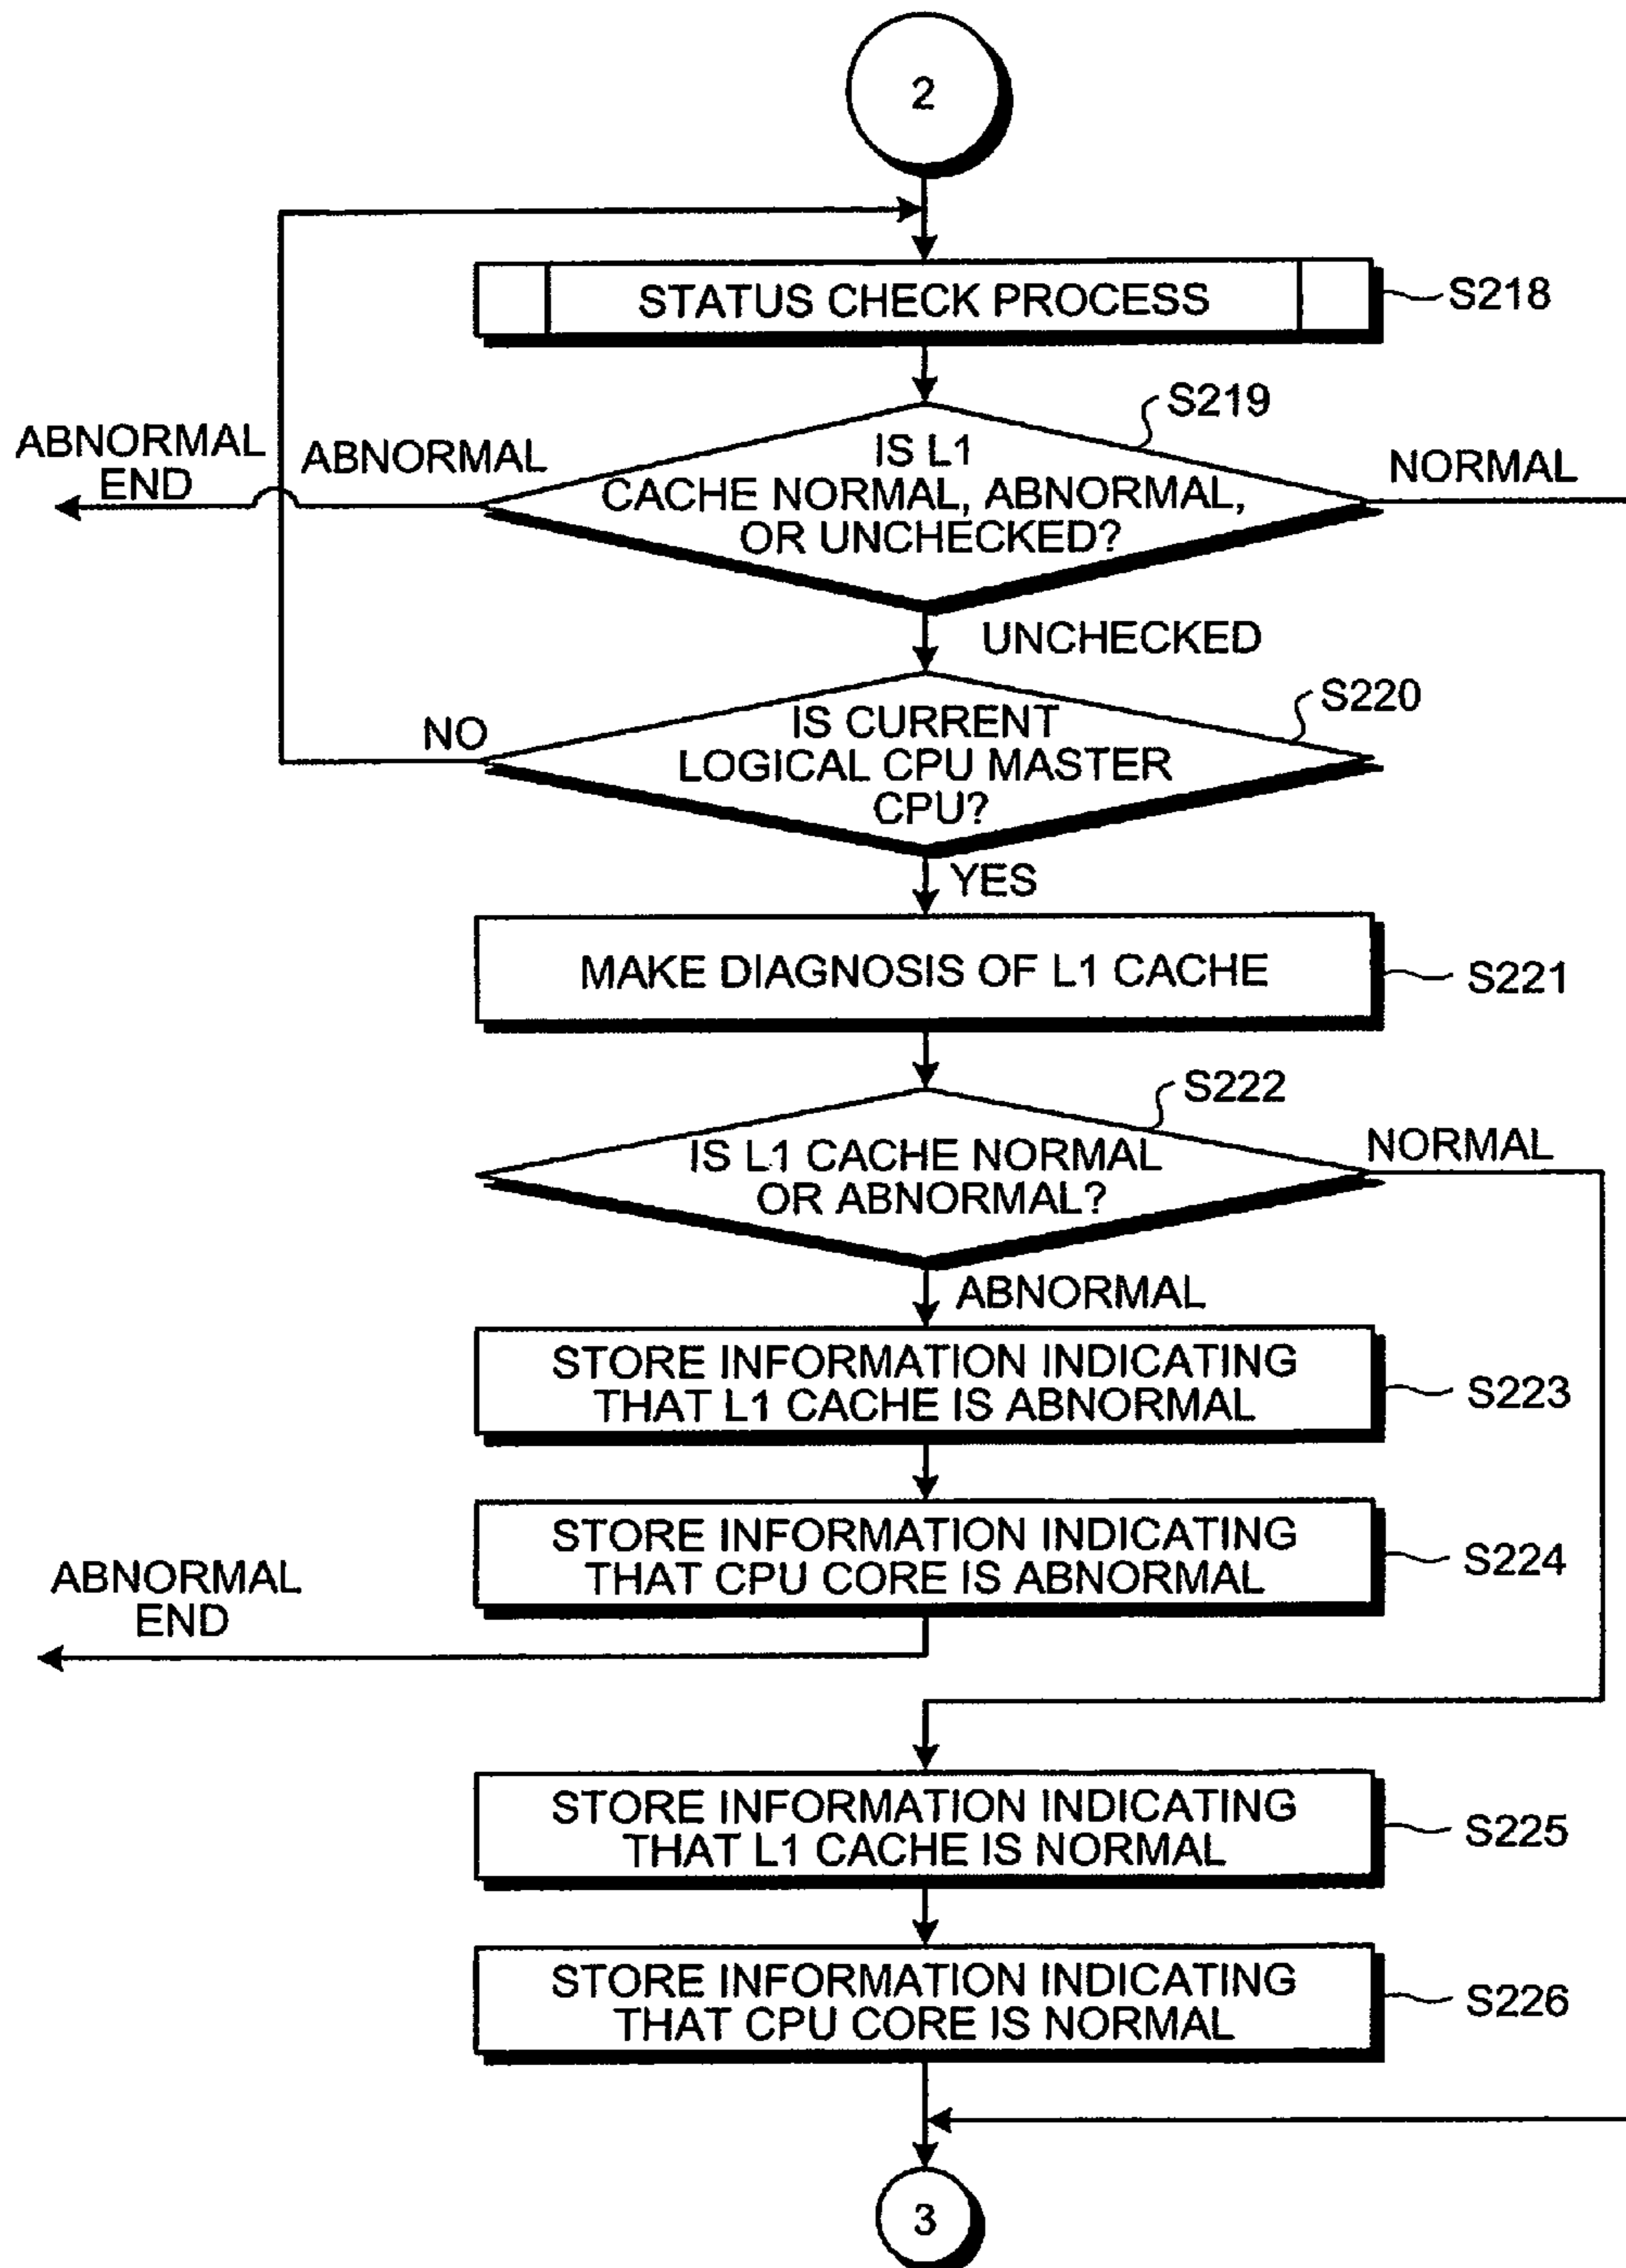 2
STATUS CHECK PROCESS
S218
S219
ABNORMAL
END
ABNORMAL
IS L1
CACHE NORMAL, ABNORMAL,
OR UNCHECKED?
NORMAL
UNCHECKED
S220
NO
IS CURRENT
LOGICAL CPU MASTER
CPU?
YES
MAKE DIAGNOSIS OF L1 CACHE
S221
S222
IS L1 CACHE NORMAL
OR ABNORMAL?
NORMAL
ABNORMAL
STORE INFORMATION INDICATING
THAT L1 CACHE IS ABNORMAL
S223
STORE INFORMATION INDICATING
THAT CPU CORE IS ABNORMAL
S224
ABNORMAL
END
STORE INFORMATION INDICATING
THAT L1 CACHE IS NORMAL
S225
STORE INFORMATION INDICATING
THAT CPU CORE IS NORMAL
S226
3